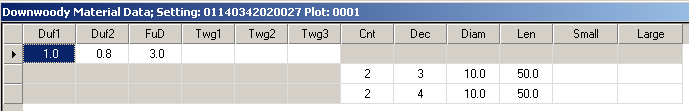 Downwoody Material Data; Setting: 01140342020027 Plot: 0001
Duf1 Duf2 FuD Twg1 Twg2 Twg3 Cnt Dec Diam Len Small Large
1.0 0.8 3.0
2 3 10.0 50.0
2 4 10.0 50.0